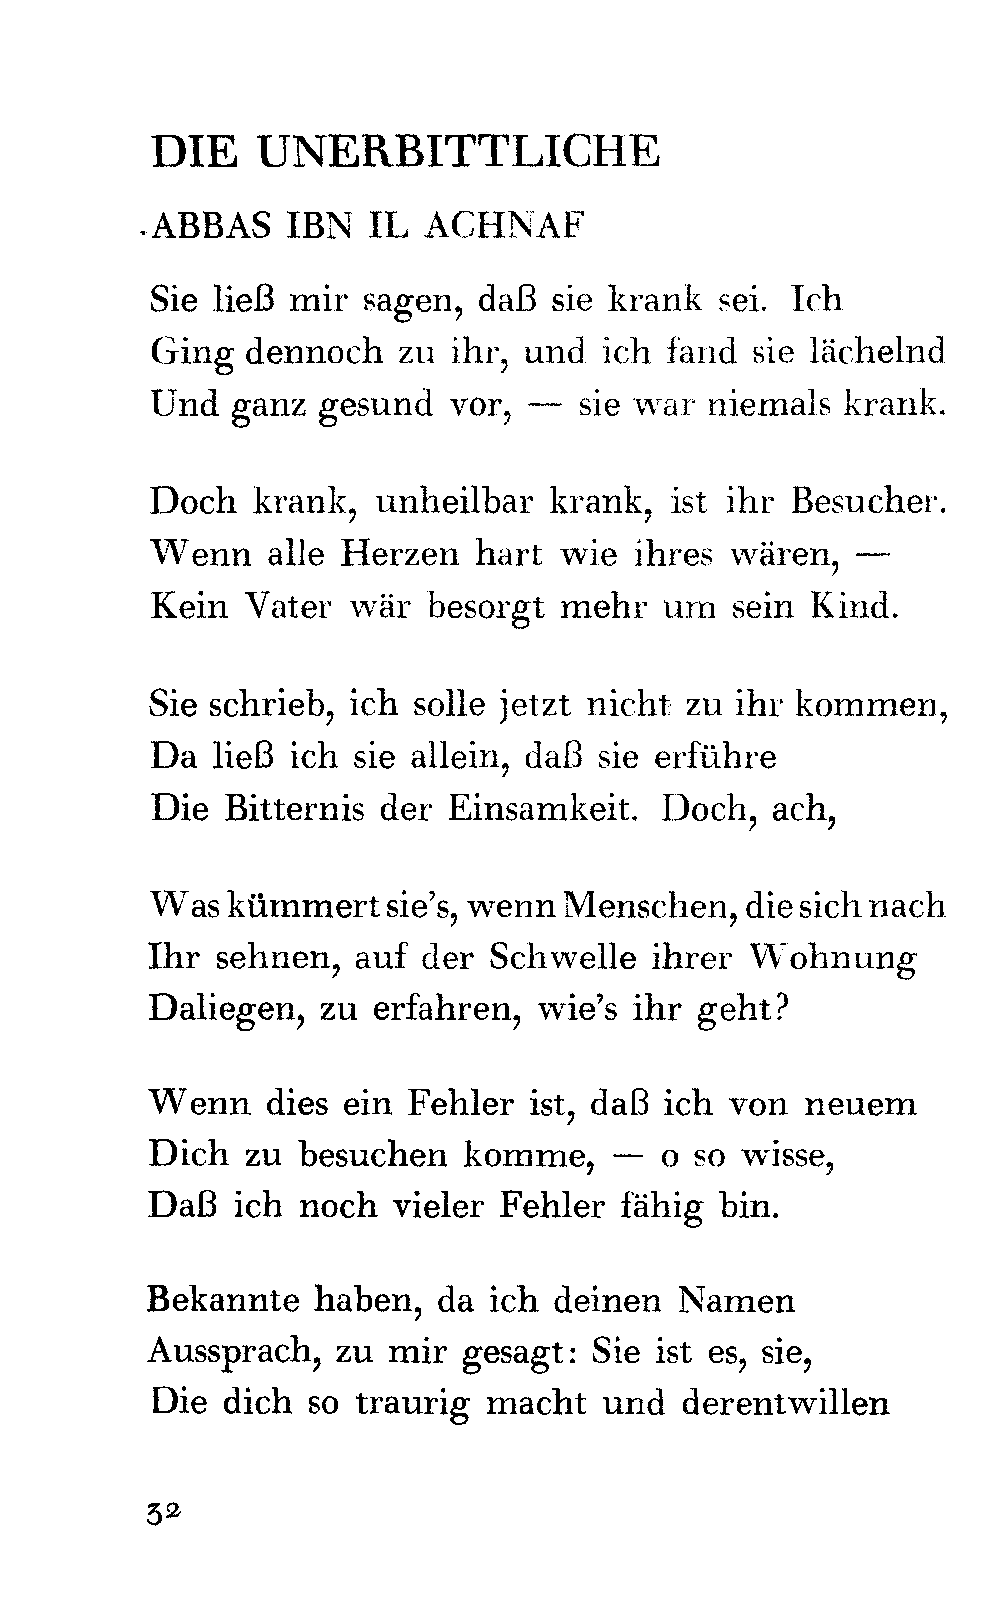 DIE UNERBITTLICHE
ABBAS IBN IL ACHNAF
Sie ließ mir sagen, daß sie krank sei. Ich
Ging dennoch zu ihr, und ich fand sie lächelnd
Und ganz gesund vor, — sie war niemals krank.
Doch krank, unheilbar krank, ist ihr Besucher.
Wenn alle Herzen hart wie ihres wären, —
Kein Vater wär besorgt mehr um sein Kind.
Sie schrieb, ich solle jetzt nicht zu ihr kommen,
Da ließ ich sie allein, daß sie erführe
Die Bitternis der Einsamkeit. Doch, ach,
Was kümmert sie's, wenn Menschen, die sich nach
Ihr sehnen, auf der Schwelle ihrer Wohnung
Daliegen, zu erfahren, wie's ihr geht?
Wenn dies ein Fehler ist, daß ich von neuem
Dich zu besuchen komme, — o so wisse,
Daß ich noch vieler Fehler fähig bin.
Bekannte haben, da ich deinen Namen
Aussprach, zu mir gesagt: Sie ist es, sie,
Die dich so traurig macht und derentwillen
32